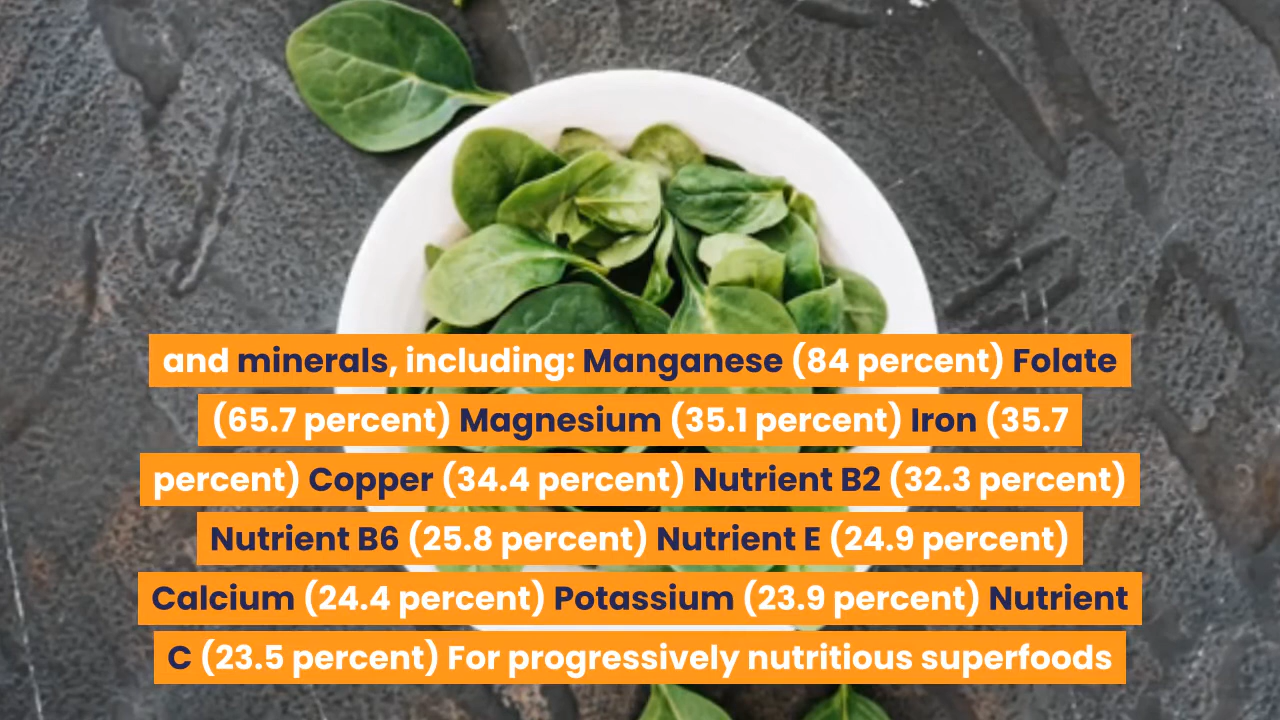 and minerals, including: Manganese (84 percent) Folate
(65.7 percent) Magnesium (35.1 percent) Iron (35.7
percent) Copper (34.4 percent) Nutrient B2 (32.3 percent)
Nutrient B6 (25.8 percent) Nutrient E (24.9 percent)
Calcium (24.4 percent) Potassium (23.9 percent) Nutrient
C (23.5 percent) For progressively nutritious superfoods